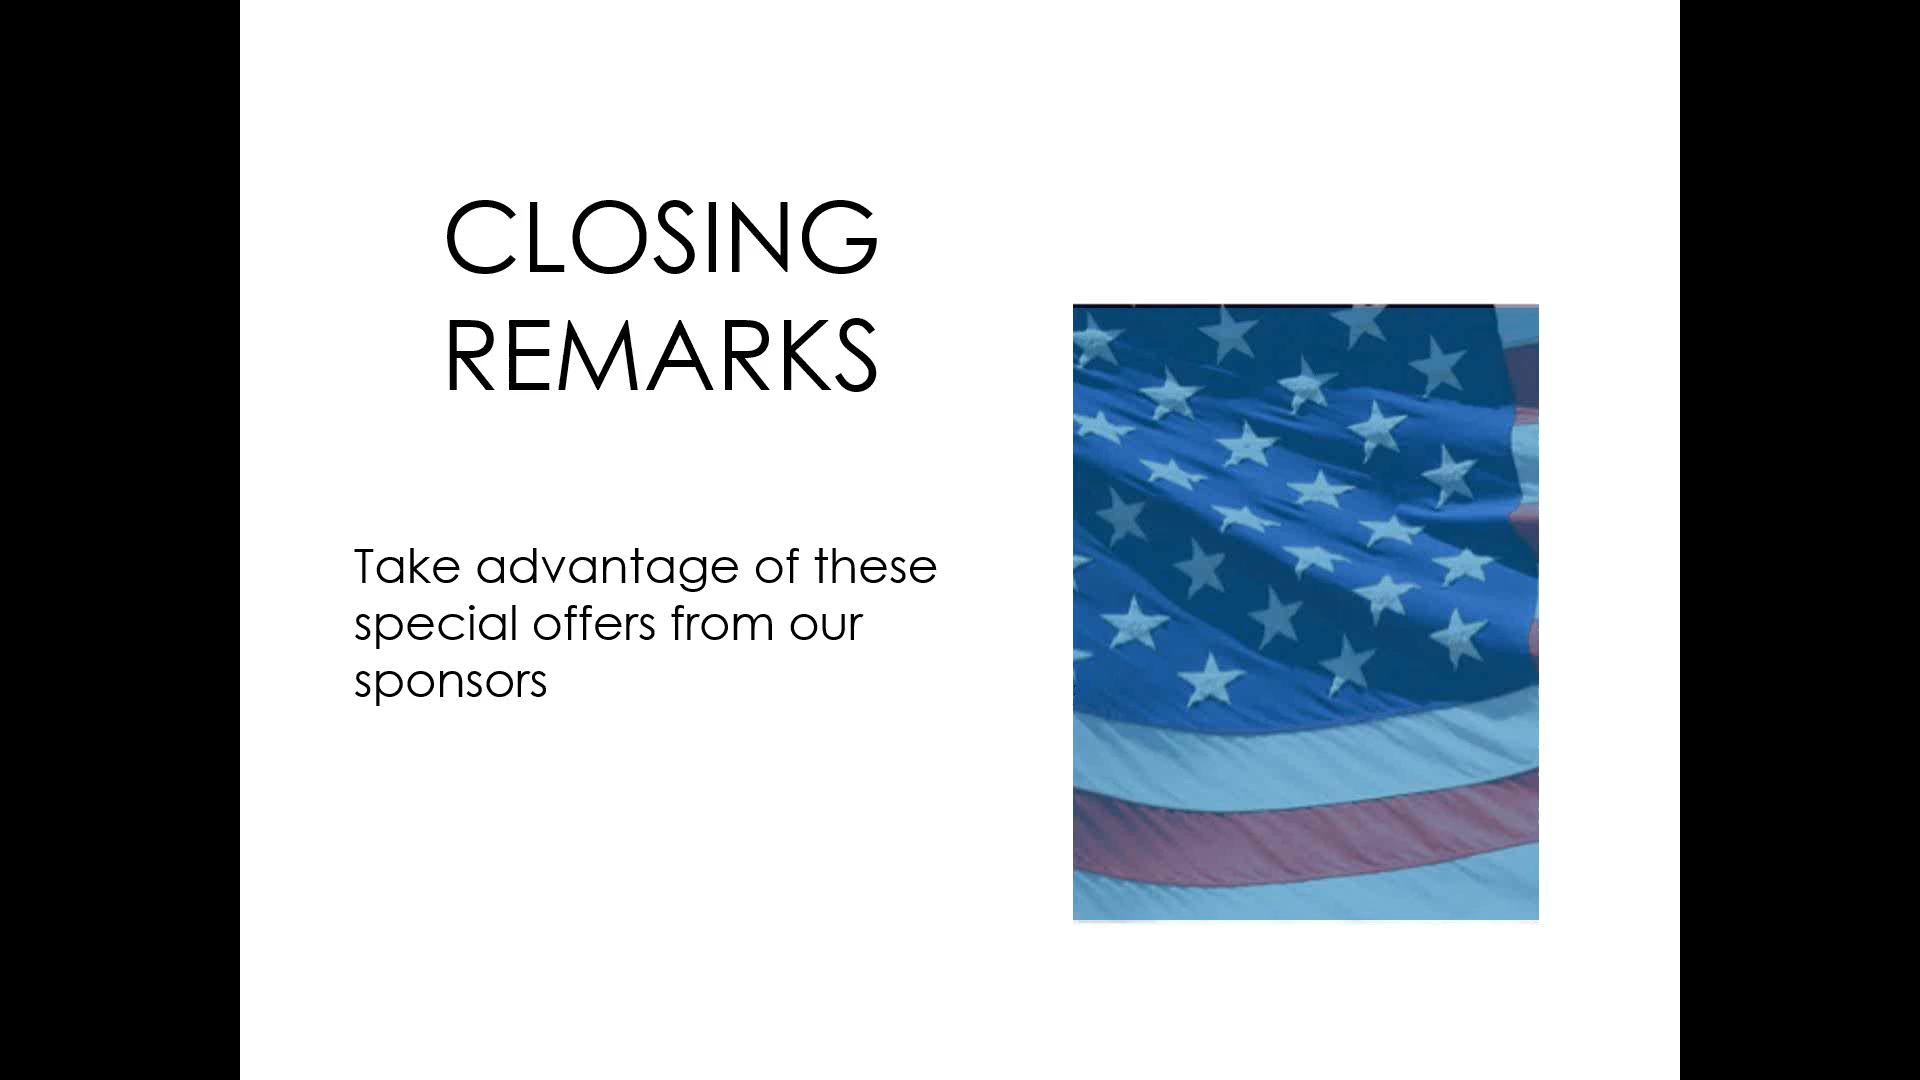 CLOSING
REMARKS
Take advantage of these
special offers from our
sponsors